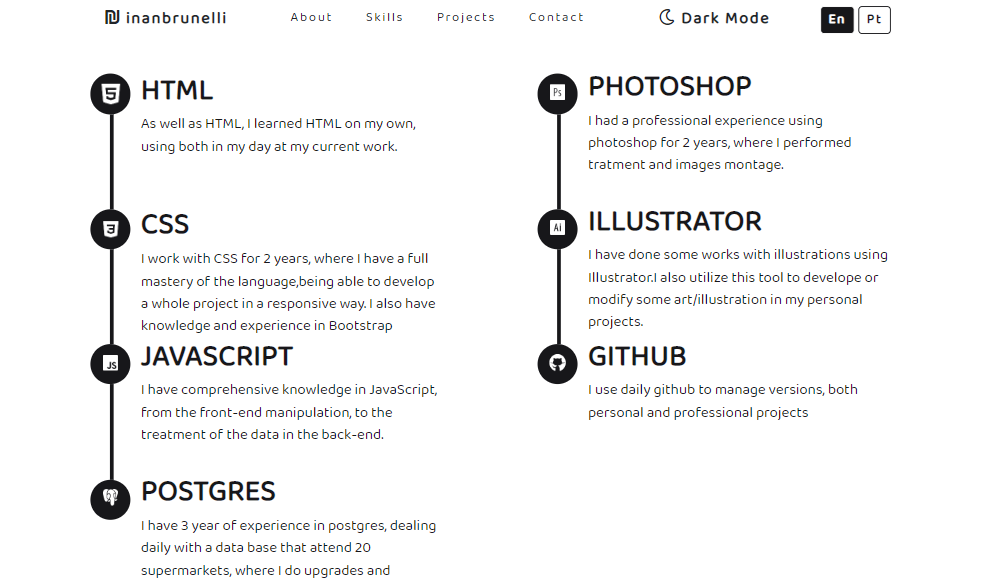 inanbrunelli
About
Skills
Projects
Contact
Dark Mode
En
Pt
HTML
As well as HTML, I learned HTML on my own,
using both in my day at my current work.
CSS
I work with CSS for 2 years, where I have a full
mastery of the language,being able to develop
a whole project in a responsive way. I also have
knowledge and experience in Bootstrap
JS
JAVASCRIPT
I have comprehensive knowledge in JavaScript,
from the front-end manipulation, to the
treatment of the data in the back-end.
POSTGRES
I have 3 year of experience in postgres, dealing
daily with a data base that attend 20
supermarkets, where I do upgrades and
Ps
PHOTOSHOP
I had a professional experience using
photoshop for 2 years, where I performed
tratment and images montage.
Ai
ILLUSTRATOR
I have done some works with illustrations using
Illustrator.I also utilize this tool to develope or
modify some art/illustration in my personal
projects.
GITHUB
I use daily github to manage versions, both
personal and professional projects